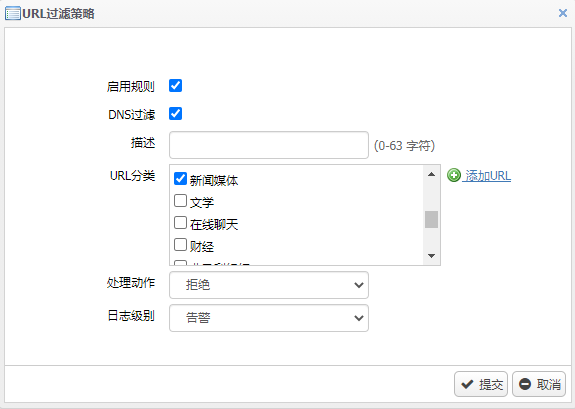 URL过滤策略
启用规则
DNS过滤
描述 (0-63 字符)
URL分类 新闻媒体 添加URL
文学
在线聊天
财经
处理动作 拒绝
日志级别 告警
提交 取消